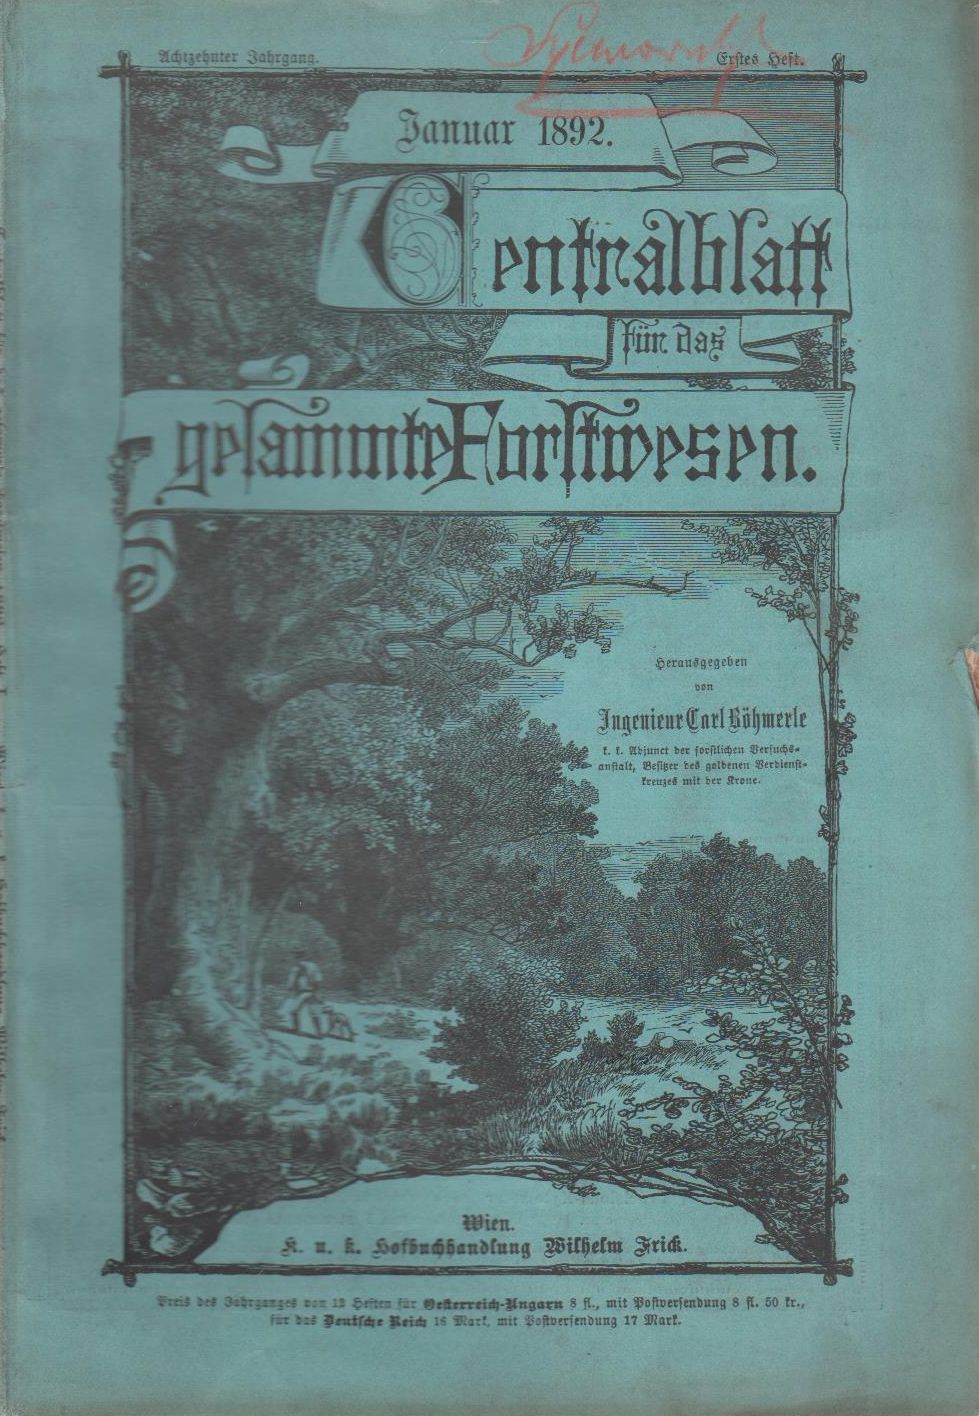 Achtzehnter Jahrgang.
Erstes Heft.
Januar 1892.
Centralblatt
für das
gesammte Forstwesen.
Herausgegeben
von
Ingenieur Carl Böhmerle
k. k. Adjunct der forstlichen Versuchs-
anstalt, Besitzer des goldenen Verdienst-
kreuzes mit der Krone.
Wien.
K. u. k. Hofbuchhandlung Wilhelm Frick.
Preis des Jahrganges von 12 Heften für Oesterreich-Ungarn 8 fl., mit Postversendung 8 fl. 50 kr.,
für das Deutsche Reich 16 Mark, mit Postversendung 17 Mark.